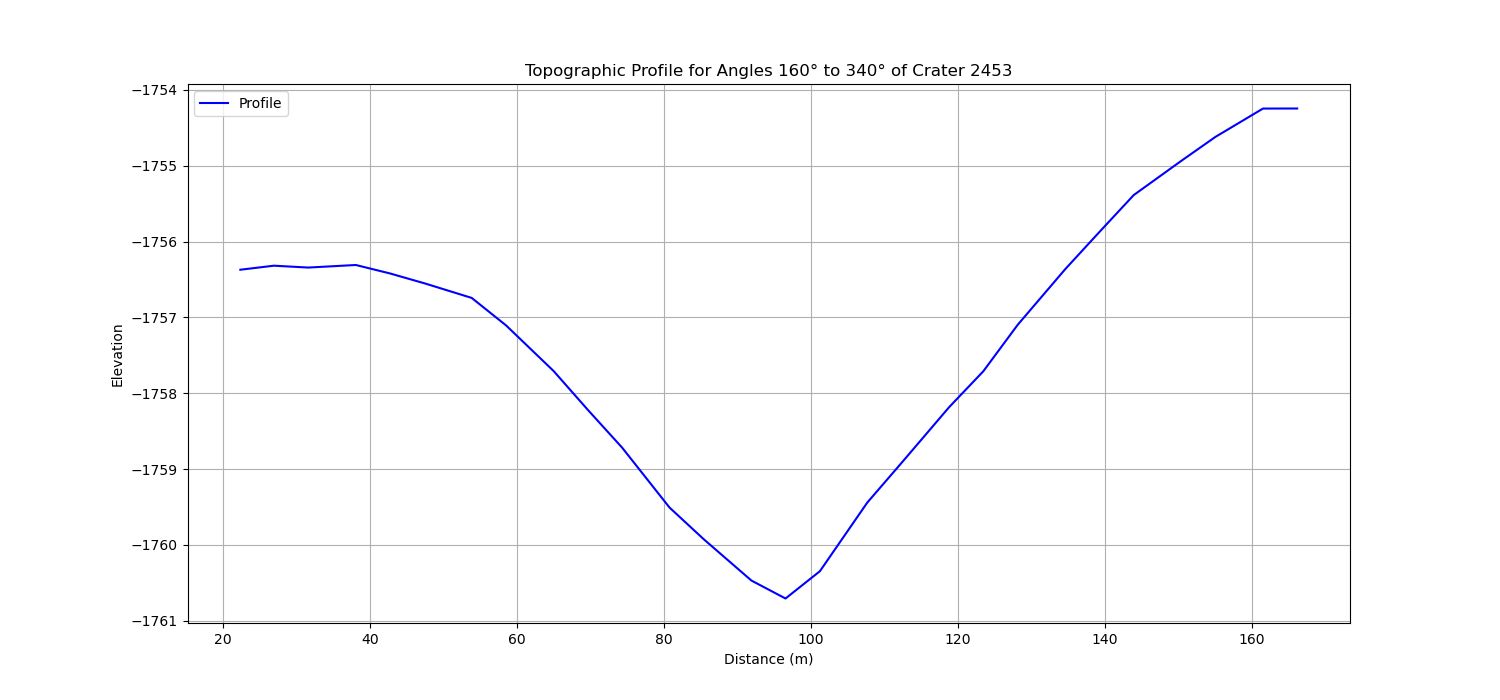 Topographic Profile for Angles 160° to 340° of Crater 2453
Profile
−1754
−1755
−1756
−1757
−1758
−1759
−1760
−1761
Elevation
20 40 60 80 100 120 140 160
Distance (m)